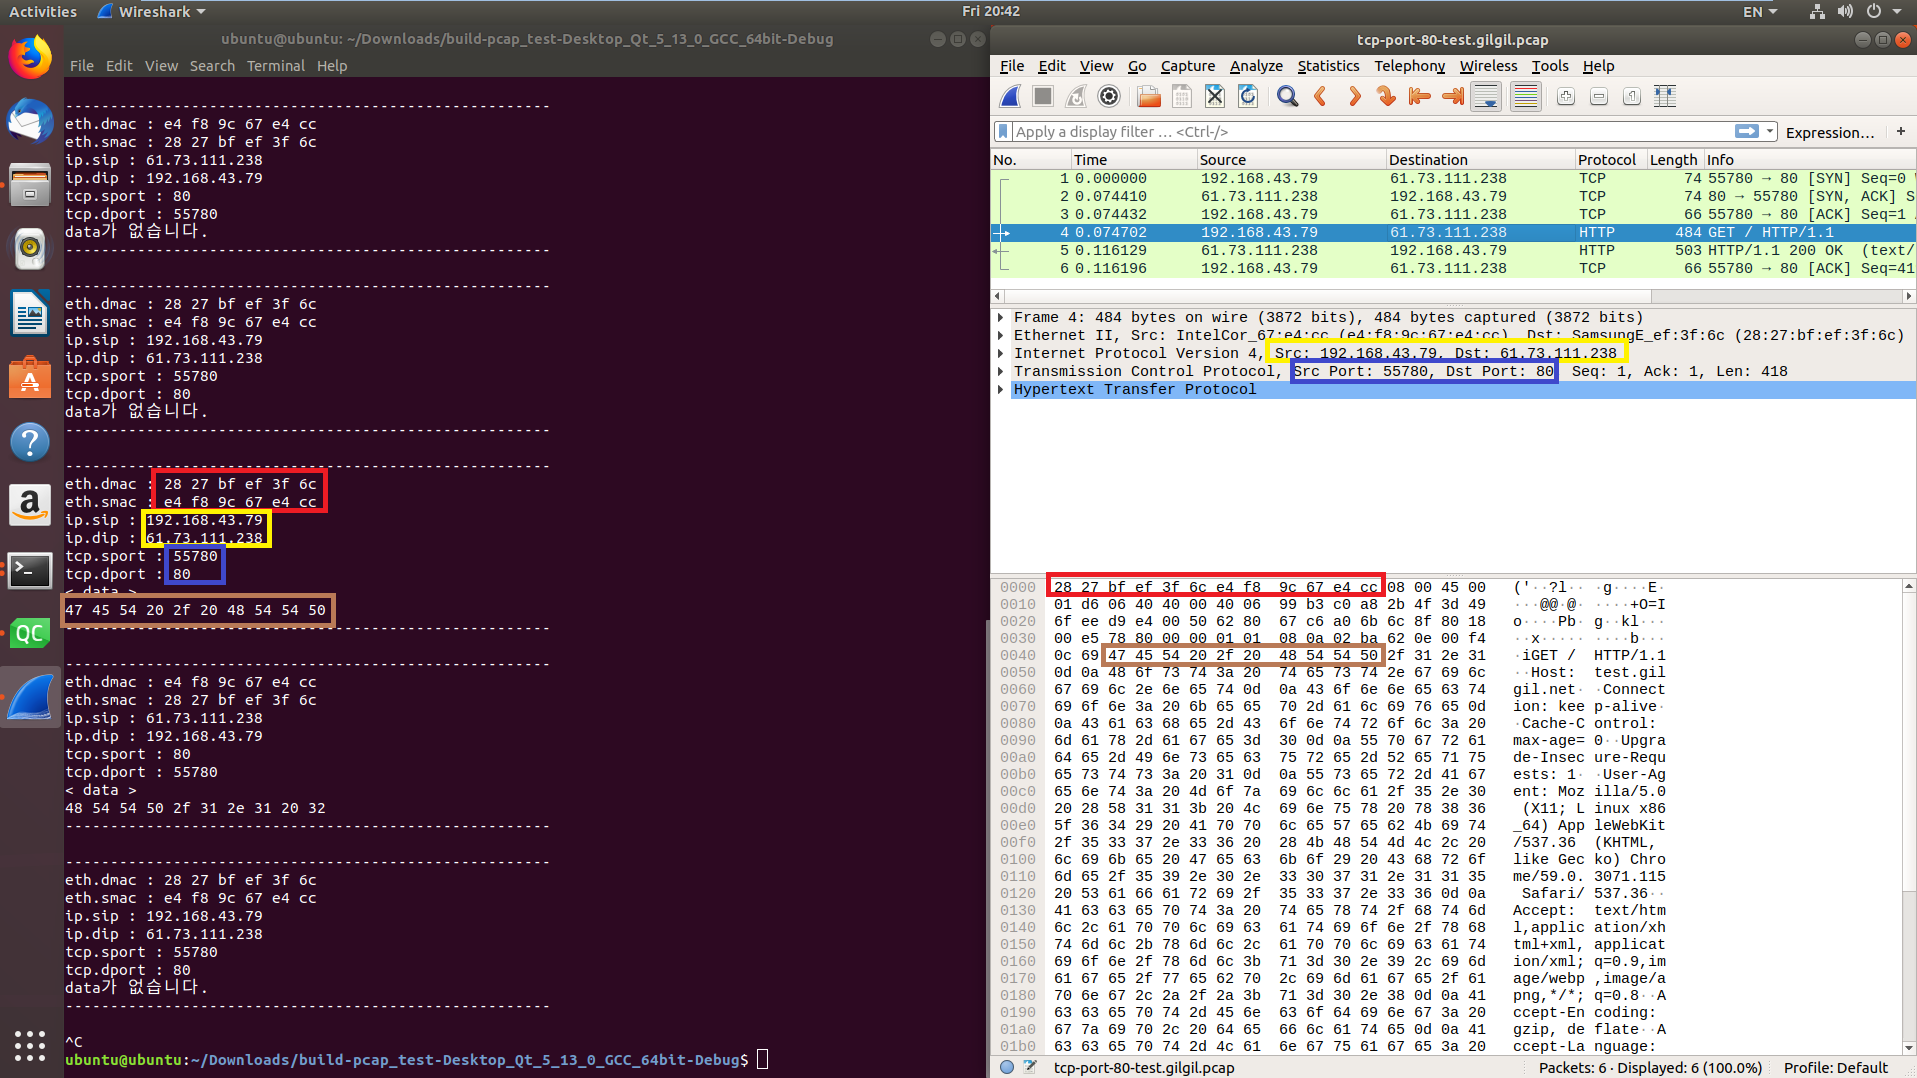 Activities Wireshark Fri 20:42 EN
ubuntu@ubuntu: ~/Downloads/build-pcap_test-Desktop_Qt_5_13_0_GCC_64bit-Debug
File Edit View Search Terminal Help
-----------------------------------------------------
eth.dmac : e4 f8 9c 67 e4 cc
eth.smac : 28 27 bf ef 3f 6c
ip.sip : 61.73.111.238
ip.dip : 192.168.43.79
tcp.sport : 80
tcp.dport : 55780
data가 없습니다.
-----------------------------------------------------
-----------------------------------------------------
eth.dmac : 28 27 bf ef 3f 6c
eth.smac : e4 f8 9c 67 e4 cc
ip.sip : 192.168.43.79
ip.dip : 61.73.111.238
tcp.sport : 55780
tcp.dport : 80
data가 없습니다.
-----------------------------------------------------
-----------------------------------------------------
eth.dmac : 28 27 bf ef 3f 6c
eth.smac : e4 f8 9c 67 e4 cc
ip.sip : 192.168.43.79
ip.dip : 61.73.111.238
tcp.sport : 55780
tcp.dport : 80
< data >
47 45 54 20 2f 20 48 54 54 50
-----------------------------------------------------
-----------------------------------------------------
eth.dmac : e4 f8 9c 67 e4 cc
eth.smac : 28 27 bf ef 3f 6c
ip.sip : 61.73.111.238
ip.dip : 192.168.43.79
tcp.sport : 80
tcp.dport : 55780
< data >
48 54 54 50 2f 31 2e 31 20 32
-----------------------------------------------------
-----------------------------------------------------
eth.dmac : 28 27 bf ef 3f 6c
eth.smac : e4 f8 9c 67 e4 cc
ip.sip : 192.168.43.79
ip.dip : 61.73.111.238
tcp.sport : 55780
tcp.dport : 80
data가 없습니다.
-----------------------------------------------------
^C
ubuntu@ubuntu:~/Downloads/build-pcap_test-Desktop_Qt_5_13_0_GCC_64bit-Debug$
tcp-port-80-test.gilgil.pcap
File Edit View Go Capture Analyze Statistics Telephony Wireless Tools Help
Apply a display filter … <Ctrl-/> Expression… +
No. Time Source Destination Protocol Length Info
1 0.000000 192.168.43.79 61.73.111.238 TCP 74 55780 → 80 [SYN] Seq=0
2 0.074410 61.73.111.238 192.168.43.79 TCP 74 80 → 55780 [SYN, ACK] S
3 0.074432 192.168.43.79 61.73.111.238 TCP 66 55780 → 80 [ACK] Seq=1
4 0.074702 192.168.43.79 61.73.111.238 HTTP 484 GET / HTTP/1.1
5 0.116129 61.73.111.238 192.168.43.79 HTTP 503 HTTP/1.1 200 OK (text/
6 0.116196 192.168.43.79 61.73.111.238 TCP 66 55780 → 80 [ACK] Seq=41
Frame 4: 484 bytes on wire (3872 bits), 484 bytes captured (3872 bits)
Ethernet II, Src: IntelCor_67:e4:cc (e4:f8:9c:67:e4:cc), Dst: SamsungE_ef:3f:6c (28:27:bf:ef:3f:6c)
Internet Protocol Version 4, Src: 192.168.43.79, Dst: 61.73.111.238
Transmission Control Protocol, Src Port: 55780, Dst Port: 80, Seq: 1, Ack: 1, Len: 418
Hypertext Transfer Protocol
0000 28 27 bf ef 3f 6c e4 f8 9c 67 e4 cc 08 00 45 00 ('··?l·· ·g····E·
0010 01 d6 06 40 40 00 40 06 99 b3 c0 a8 2b 4f 3d 49 ···@@·@· ····+O=I
0020 6f ee d9 e4 00 50 62 80 67 c6 a0 6b 6c 8f 80 18 o····Pb· g··kl···
0030 00 e5 78 80 00 00 01 01 08 0a 02 ba 62 0e 00 f4 ··x····· ····b···
0040 0c 69 47 45 54 20 2f 20 48 54 54 50 2f 31 2e 31 ·iGET / HTTP/1.1
0050 0d 0a 48 6f 73 74 3a 20 74 65 73 74 2e 67 69 6c ··Host: test.gil
0060 67 69 6c 2e 6e 65 74 0d 0a 43 6f 6e 6e 65 63 74 gil.net· ·Connect
0070 69 6f 6e 3a 20 6b 65 65 70 2d 61 6c 69 76 65 0d ion: kee p-alive·
0080 0a 43 61 63 68 65 2d 43 6f 6e 74 72 6f 6c 3a 20 ·Cache-C ontrol:
0090 6d 61 78 2d 61 67 65 3d 30 0d 0a 55 70 67 72 61 max-age= 0··Upgra
00a0 64 65 2d 49 6e 73 65 63 75 72 65 2d 52 65 71 75 de-Insec ure-Requ
00b0 65 73 74 73 3a 20 31 0d 0a 55 73 65 72 2d 41 67 ests: 1· ·User-Ag
00c0 65 6e 74 3a 20 4d 6f 7a 69 6c 6c 61 2f 35 2e 30 ent: Moz illa/5.0
00d0 20 28 58 31 31 3b 20 4c 69 6e 75 78 20 78 38 36 (X11; L inux x86
00e0 5f 36 34 29 20 41 70 70 6c 65 57 65 62 4b 69 74 _64) App leWebKit
00f0 2f 35 33 37 2e 33 36 20 28 4b 48 54 4d 4c 2c 20 /537.36 (KHTML,
0100 6c 69 6b 65 20 47 65 63 6b 6f 29 20 43 68 72 6f like Gec ko) Chro
0110 6d 65 2f 35 39 2e 30 2e 33 30 37 31 2e 31 31 35 me/59.0. 3071.115
0120 20 53 61 66 61 72 69 2f 35 33 37 2e 33 36 0d 0a Safari/ 537.36··
0130 41 63 63 65 70 74 3a 20 74 65 78 74 2f 68 74 6d Accept: text/htm
0140 6c 2c 61 70 70 6c 69 63 61 74 69 6f 6e 2f 78 68 l,applic ation/xh
0150 74 6d 6c 2b 78 6d 6c 2c 61 70 70 6c 69 63 61 74 tml+xml, applicat
0160 69 6f 6e 2f 78 6d 6c 3b 71 3d 30 2e 39 2c 69 6d ion/xml; q=0.9,im
0170 61 67 65 2f 77 65 62 70 2c 69 6d 61 67 65 2f 61 age/webp ,image/a
0180 70 6e 67 2c 2a 2f 2a 3b 71 3d 30 2e 38 0d 0a 41 png,*/*; q=0.8··A
0190 63 63 65 70 74 2d 45 6e 63 6f 64 69 6e 67 3a 20 ccept-En coding:
01a0 67 7a 69 70 2c 20 64 65 66 6c 61 74 65 0d 0a 41 gzip, de flate··A
01b0 63 63 65 70 74 2d 4c 61 6e 67 75 61 67 65 3a 20 ccept-La nguage:
tcp-port-80-test.gilgil.pcap Packets: 6 · Displayed: 6 (100.0%) Profile: Default